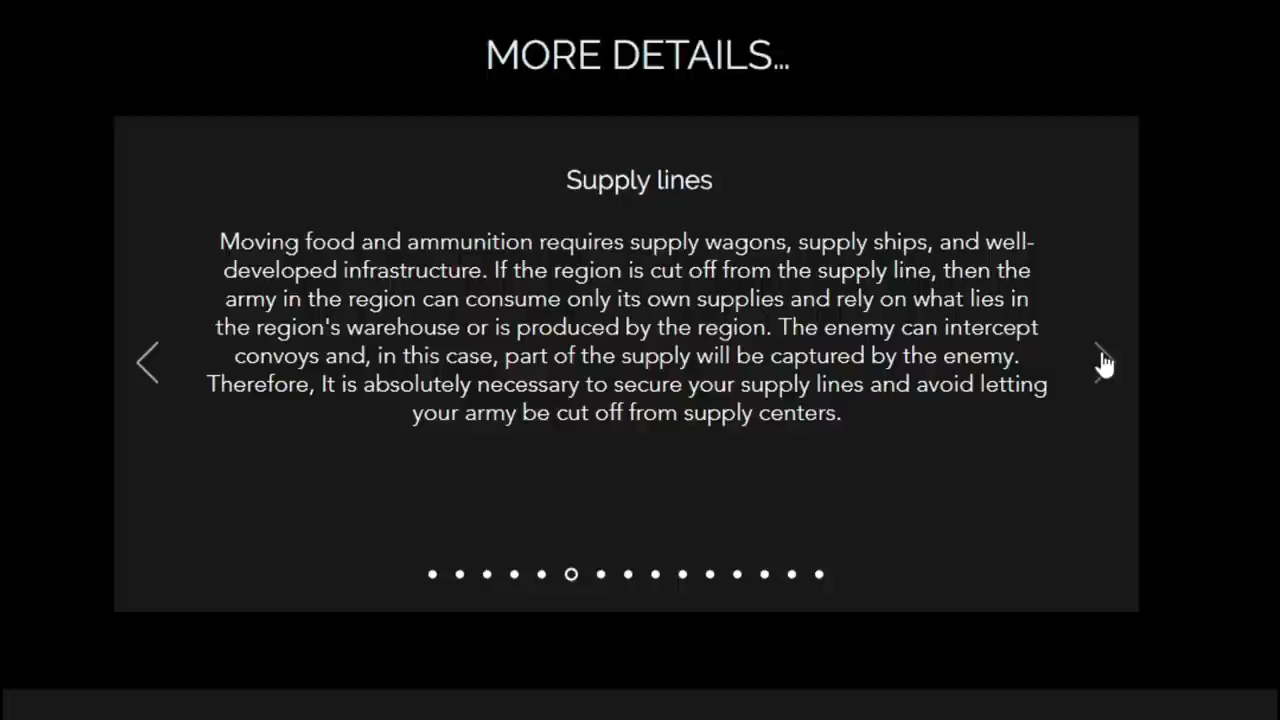 MORE DETAILS...
Supply lines
Moving food and ammunition requires supply wagons, supply ships, and well-
developed infrastructure. If the region is cut off from the supply line, then the
army in the region can consume only its own supplies and rely on what lies in
the region's warehouse or is produced by the region. The enemy can intercept
convoys and, in this case, part of the supply will be captured by the enemy.
Therefore, It is absolutely necessary to secure your supply lines and avoid letting
your army be cut off from supply centers.